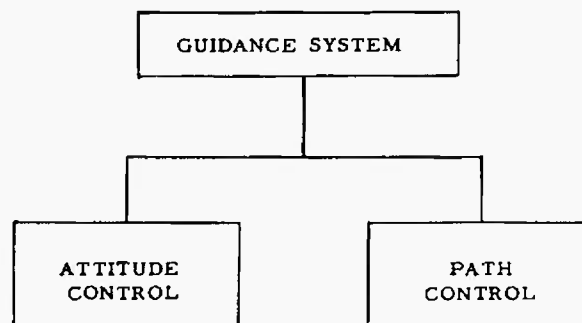 GUIDANCE SYSTEM
ATTITUDE
CONTROL
PATH
CONTROL